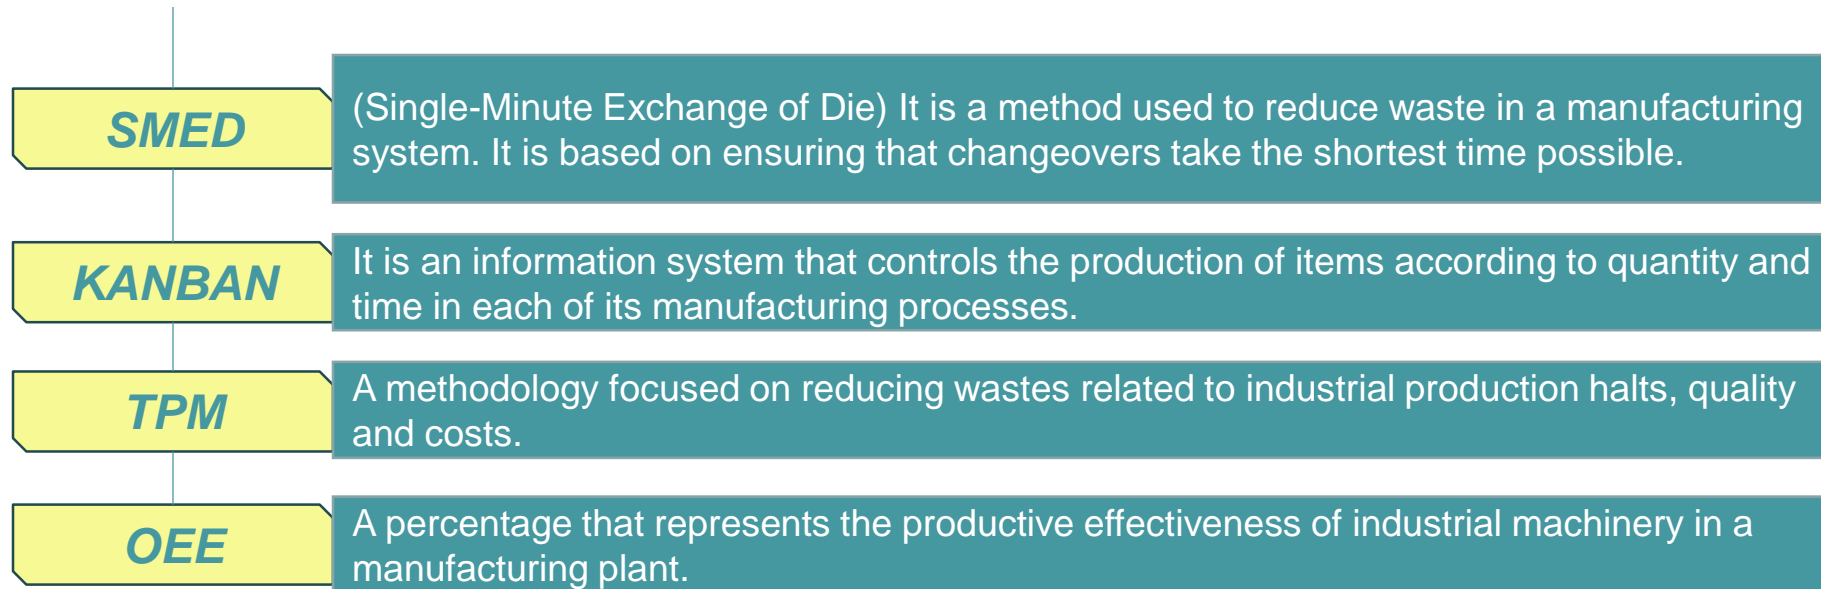 SMED
(Single-Minute Exchange of Die) It is a method used to reduce waste in a manufacturing
system. It is based on ensuring that changeovers take the shortest time possible.
KANBAN
It is an information system that controls the production of items according to quantity and
time in each of its manufacturing processes.
TPM
A methodology focused on reducing wastes related to industrial production halts, quality
and costs.
OEE
A percentage that represents the productive effectiveness of industrial machinery in a
manufacturing plant.